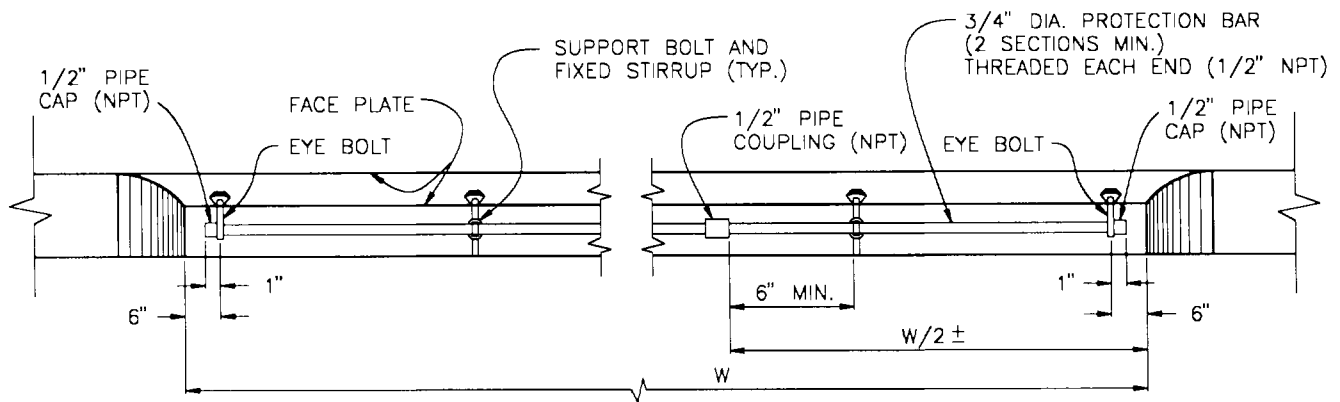 3/4" DIA. PROTECTION BAR
(2 SECTIONS MIN.)
THREADED EACH END (1/2" NPT)
SUPPORT BOLT AND
FIXED STIRRUP (TYP.)
1/2" PIPE
CAP (NPT)
FACE PLATE
EYE BOLT
1/2" PIPE
COUPLING (NPT)
EYE BOLT
1/2" PIPE
CAP (NPT)
1"
6"
6" MIN.
1"
6"
W/2 ±
W